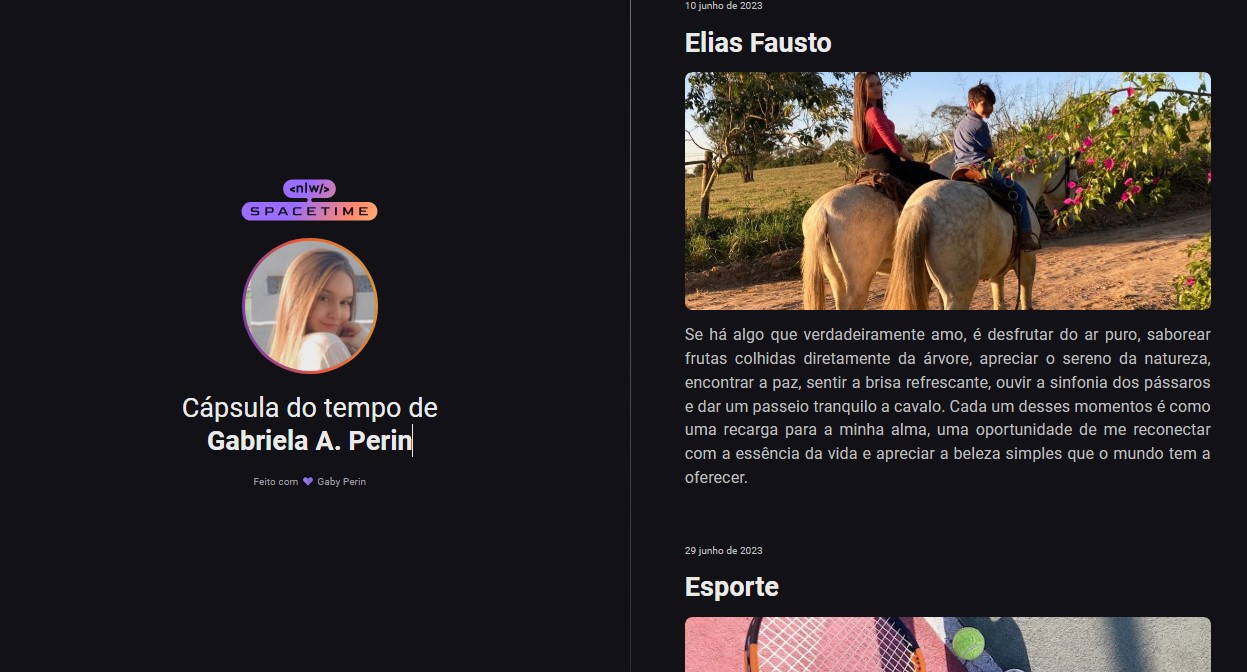 <nlw/>
SPACETIME
Cápsula do tempo de
Gabriela A. Perin
Feito com Gaby Perin
10 junho de 2023
Elias Fausto
Se há algo que verdadeiramente amo, é desfrutar do ar puro, saborear
frutas colhidas diretamente da árvore, apreciar o sereno da natureza,
encontrar a paz, sentir a brisa refrescante, ouvir a sinfonia dos pássaros
e dar um passeio tranquilo a cavalo. Cada um desses momentos é como
uma recarga para a minha alma, uma oportunidade de me reconectar
com a essência da vida e apreciar a beleza simples que o mundo tem a
oferecer.
29 junho de 2023
Esporte